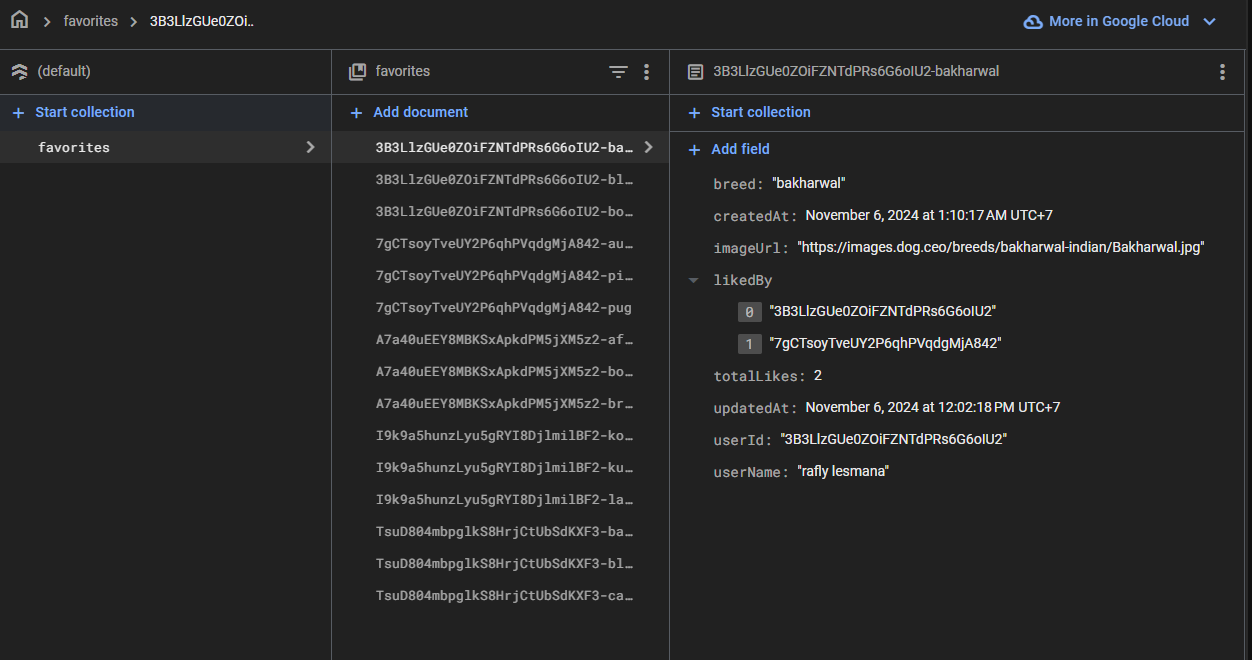 favorites > 3B3LlzGUe0ZOi..
More in Google Cloud
(default)
favorites
3B3LlzGUe0ZOiFZNTdPRs6G6oIU2-bakharwal
+ Start collection
+ Add document
+ Start collection
favorites
3B3LlzGUe0ZOiFZNTdPRs6G6oIU2-ba…
3B3LlzGUe0ZOiFZNTdPRs6G6oIU2-bl…
3B3LlzGUe0ZOiFZNTdPRs6G6oIU2-bo…
7gCTsoyTveUY2P6qhPVqdgMjA842-au…
7gCTsoyTveUY2P6qhPVqdgMjA842-pi…
7gCTsoyTveUY2P6qhPVqdgMjA842-pug
A7a40uEEY8MBKSxApkdPM5jXM5z2-af…
A7a40uEEY8MBKSxApkdPM5jXM5z2-bo…
A7a40uEEY8MBKSxApkdPM5jXM5z2-br…
I9k9a5hunzLyu5gRYI8DjlmilBF2-ko…
I9k9a5hunzLyu5gRYI8DjlmilBF2-ku…
I9k9a5hunzLyu5gRYI8DjlmilBF2-la…
TsuD804mbpglkS8HrjCtUbSdKXF3-ba…
TsuD804mbpglkS8HrjCtUbSdKXF3-bl…
TsuD804mbpglkS8HrjCtUbSdKXF3-ca…
+ Add field
breed: "bakharwal"
createdAt: November 6, 2024 at 1:10:17 AM UTC+7
imageUrl: "https://images.dog.ceo/breeds/bakharwal-indian/Bakharwal.jpg"
likedBy
0 "3B3LlzGUe0ZOiFZNTdPRs6G6oIU2"
1 "7gCTsoyTveUY2P6qhPVqdgMjA842"
totalLikes: 2
updatedAt: November 6, 2024 at 12:02:18 PM UTC+7
userId: "3B3LlzGUe0ZOiFZNTdPRs6G6oIU2"
userName: "rafly lesmana"